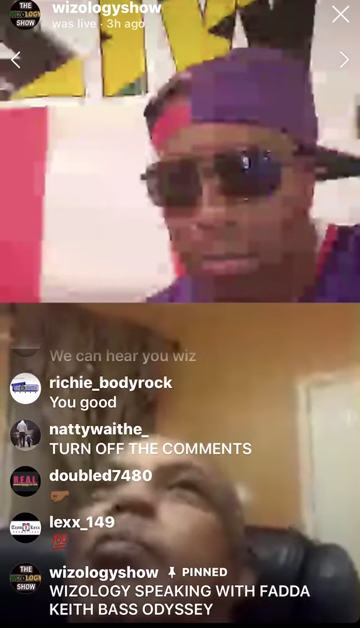 wizologyshow
was live · 3h ago
THE
WIZOLOGY
SHOW
We can hear you wiz
richie_bodyrock
You good
nattywaithe_
TURN OFF THE COMMENTS
R.E.A.L
doubled7480
🤛🏾
lexx_149
💯
THE
SHOW
wizologyshow PINNED
WIZOLOGY SPEAKING WITH FADDA
KEITH BASS ODYSSEY